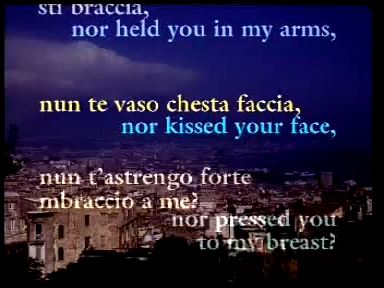 sti braccia,
nor held you in my arms,
nun te vaso chesta faccia,
nor kissed your face,
nun t'astrengo forte
mbraccio a me?
nor pressed you
to my breast?